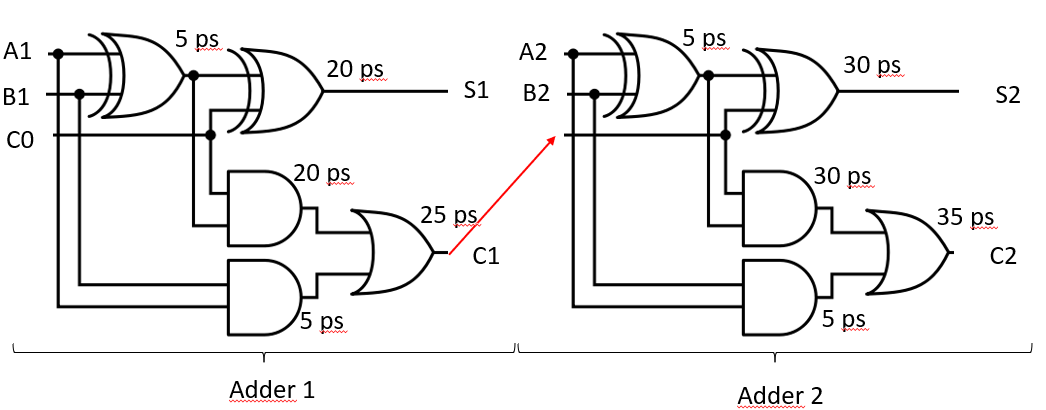 A1
5 ps
20 ps
B1
S1
C0
20 ps
25 ps
C1
5 ps
Adder 1
A2
5 ps
30 ps
B2
S2
30 ps
35 ps
C2
5 ps
Adder 2